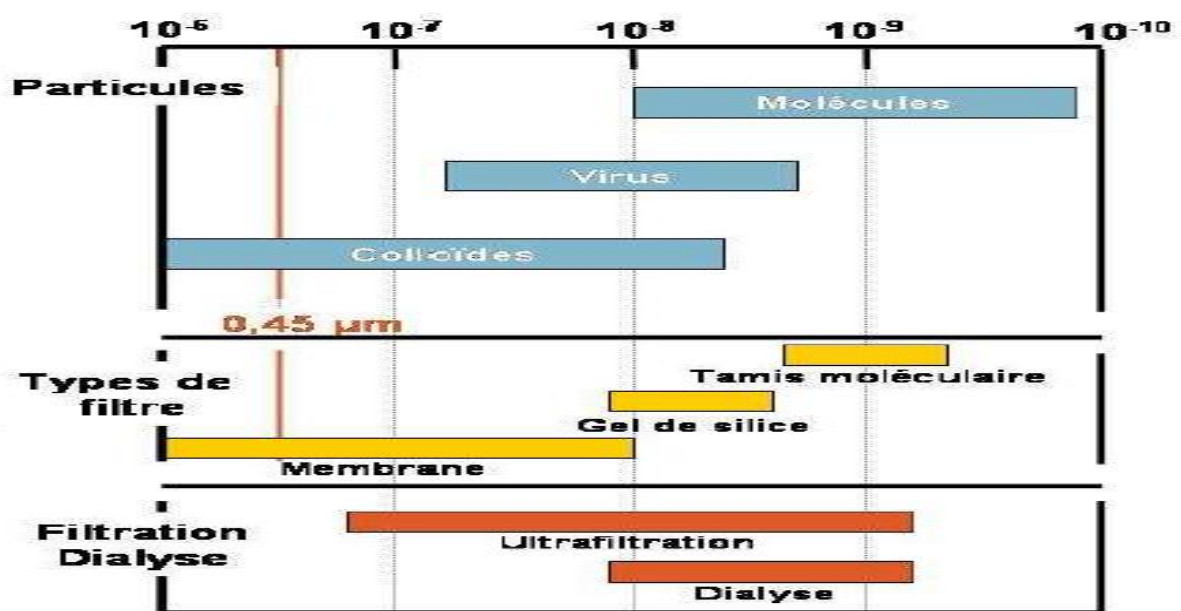 10-6 10-7 10-8 10-9 10-10
Particules
Molécules
Virus
Colloïdes
0,45 µm
Types de
filtre
Tamis moléculaire
Gel de silice
Membrane
Filtration
Dialyse
Ultrafiltration
Dialyse